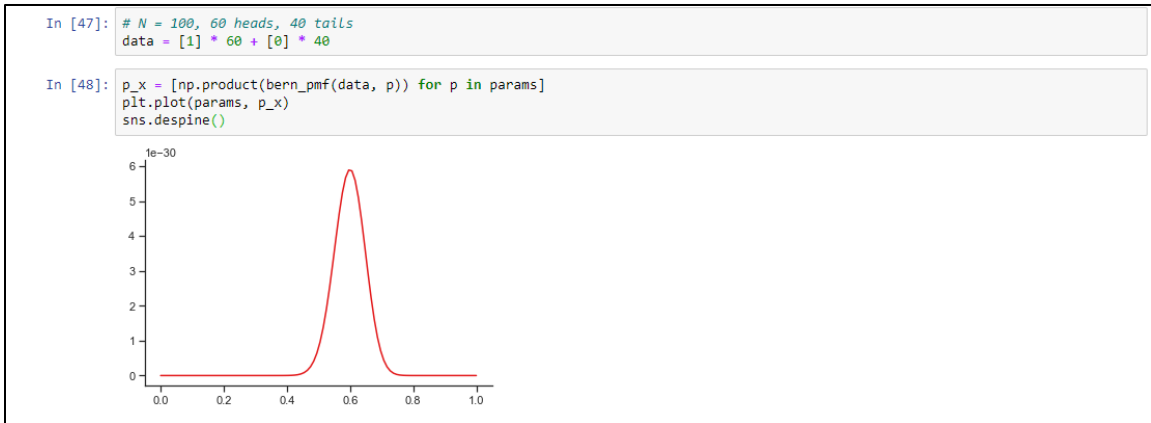 In [47]: # N = 100, 60 heads, 40 tails
data = [1] * 60 + [0] * 40
In [48]: p_x = [np.product(bern_pmf(data, p)) for p in params]
plt.plot(params, p_x)
sns.despine()
1e−30
6
5
4
3
2
1
0
0.0 0.2 0.4 0.6 0.8 1.0